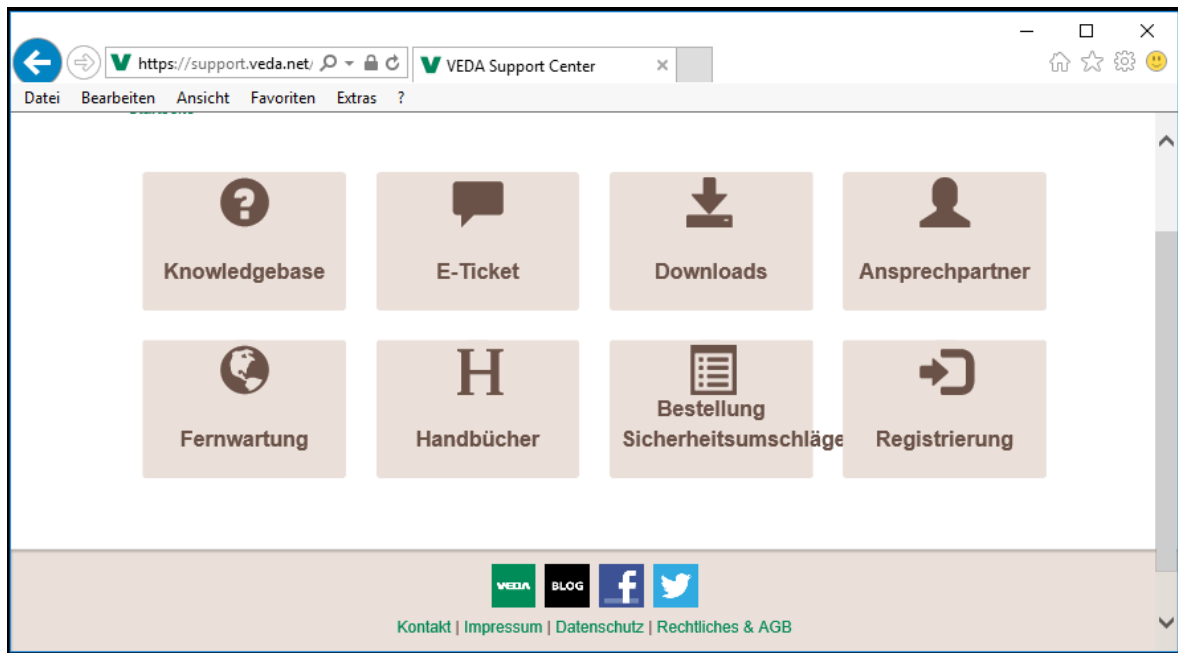 https://support.veda.net/
VEDA Support Center
Datei Bearbeiten Ansicht Favoriten Extras ?
Startseite
Knowledgebase E-Ticket Downloads Ansprechpartner
H
Bestellung
Fernwartung Handbücher Sicherheitsumschläge Registrierung
VEDA BLOG
Kontakt | Impressum | Datenschutz | Rechtliches & AGB